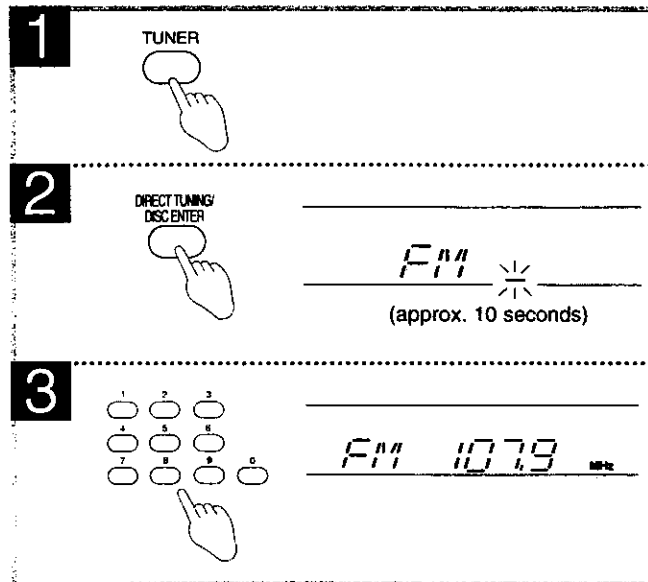 1
TUNER
2
DIRECT TUNING/
DISC ENTER
FM –
(approx. 10 seconds)
3
1 2 3
4 5 6
7 8 9 0
FM 107.9 MHz